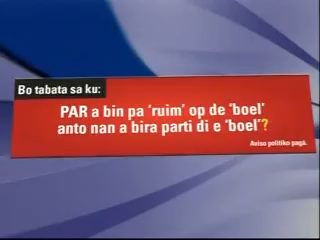 Bo tabata sa ku:
PAR a bin pa 'ruim' op de 'boel'
anto nan a bira parti di e 'boel'?
Aviso politiko pagá.